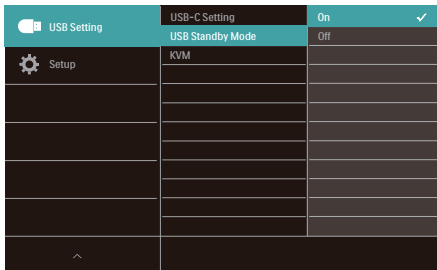 USB Setting
Setup
USB-C Setting
USB Standby Mode
KVM
On
Off